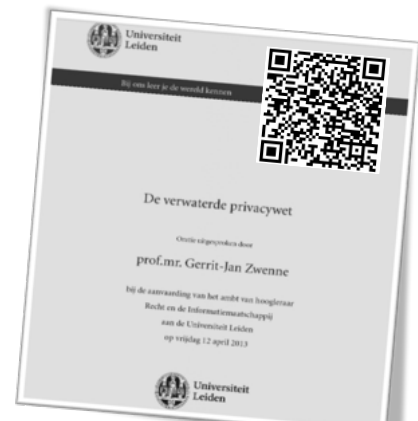 Universiteit
Leiden
Bij ons leer je de wereld kennen
De verwaterde privacywet
Oratie uitgesproken door
prof.mr. Gerrit-Jan Zwenne
bij de aanvaarding van het ambt van hoogleraar
Recht en de Informatiemaatschappij
aan de Universiteit Leiden
op vrijdag 12 april 2013
Universiteit
Leiden